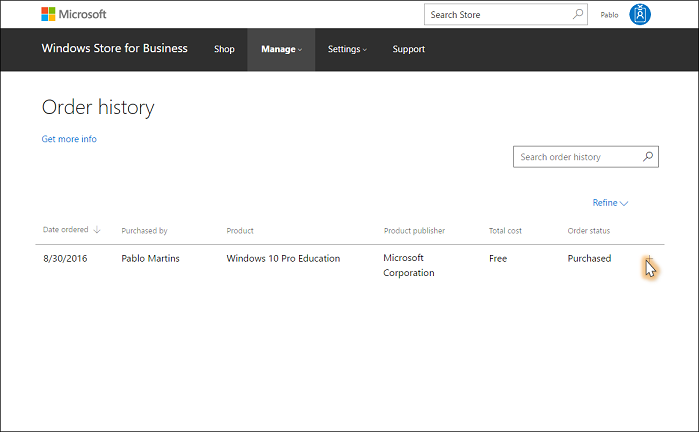 Microsoft
Search Store
Pablo
Windows Store for Business
Shop
Manage
Settings
Support
Order history
Get more info
Search order history
Refine
Date ordered
Purchased by
Product
Product publisher
Total cost
Order status
8/30/2016
Pablo Martins
Windows 10 Pro Education
Microsoft
Corporation
Free
Purchased